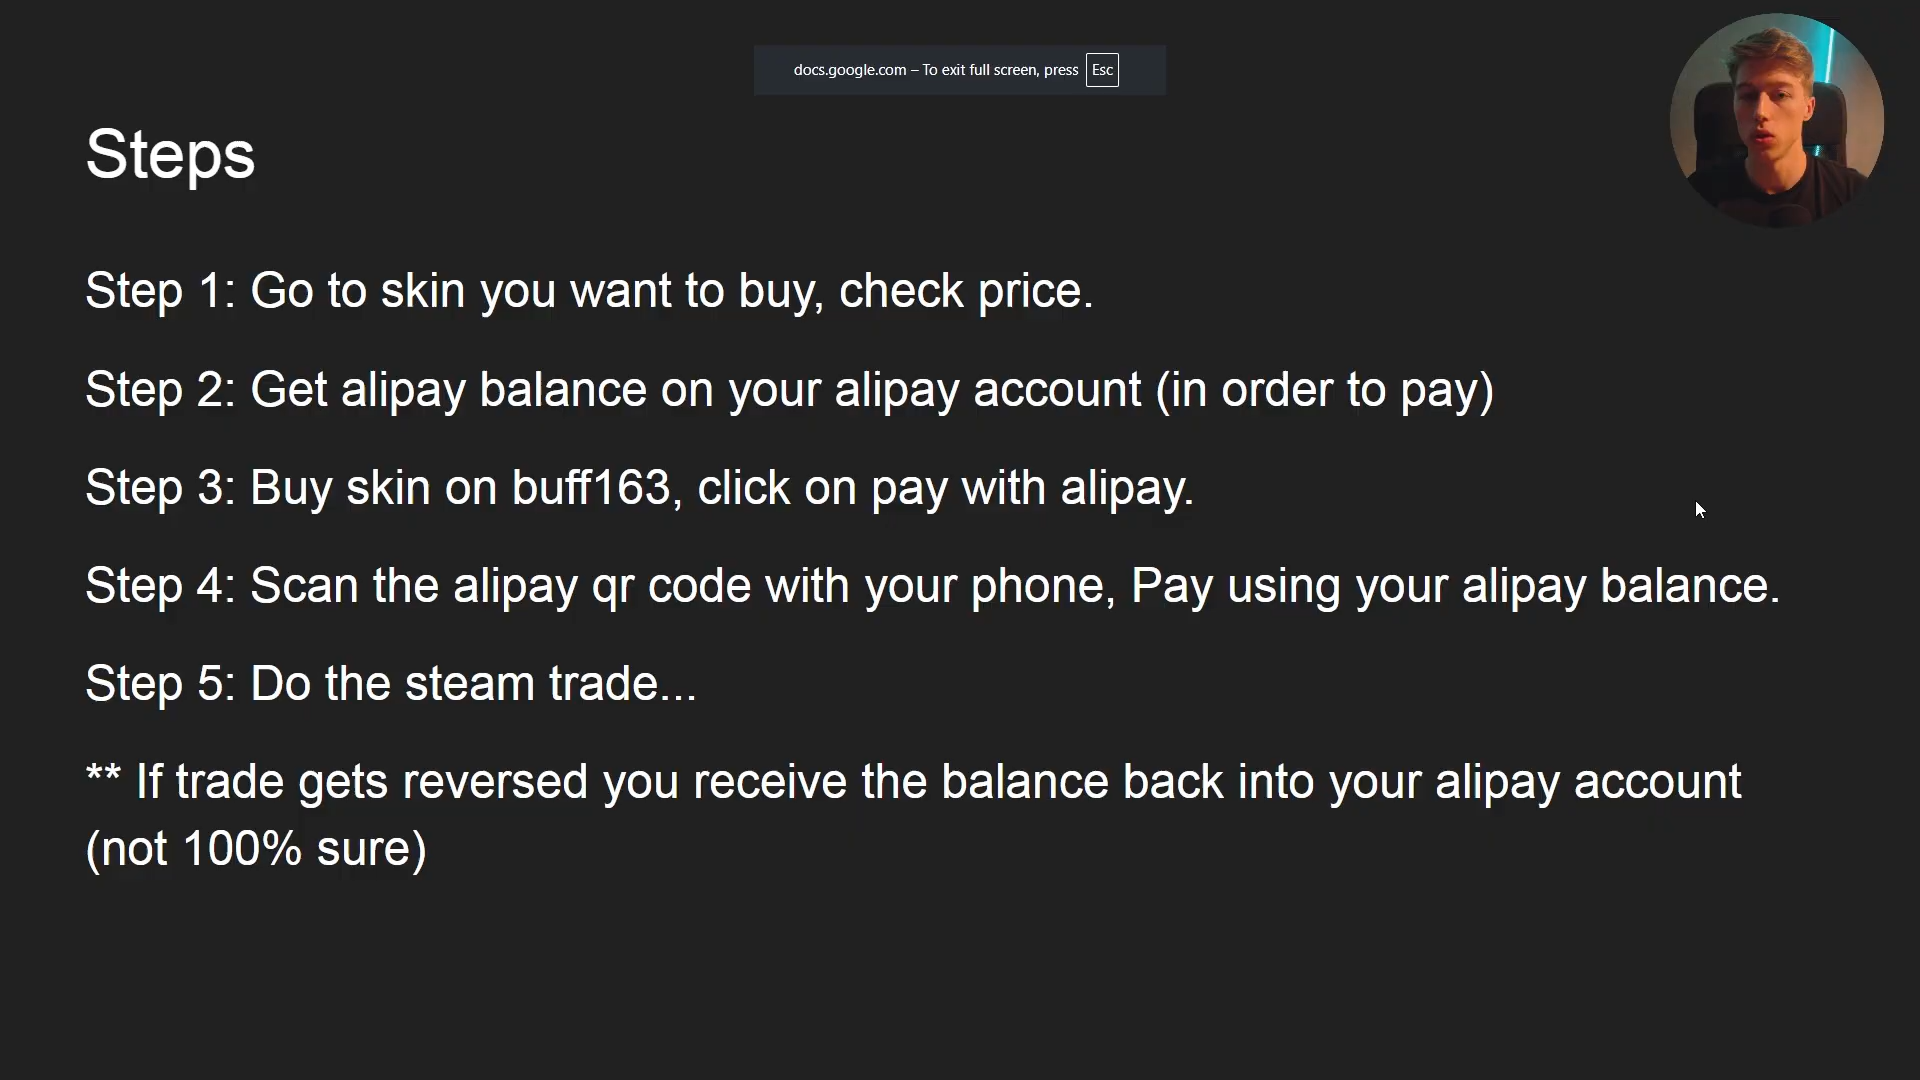 docs.google.com – To exit full screen, press Esc
Steps
Step 1: Go to skin you want to buy, check price.
Step 2: Get alipay balance on your alipay account (in order to pay)
Step 3: Buy skin on buff163, click on pay with alipay.
Step 4: Scan the alipay qr code with your phone, Pay using your alipay balance.
Step 5: Do the steam trade...
** If trade gets reversed you receive the balance back into your alipay account
(not 100% sure)